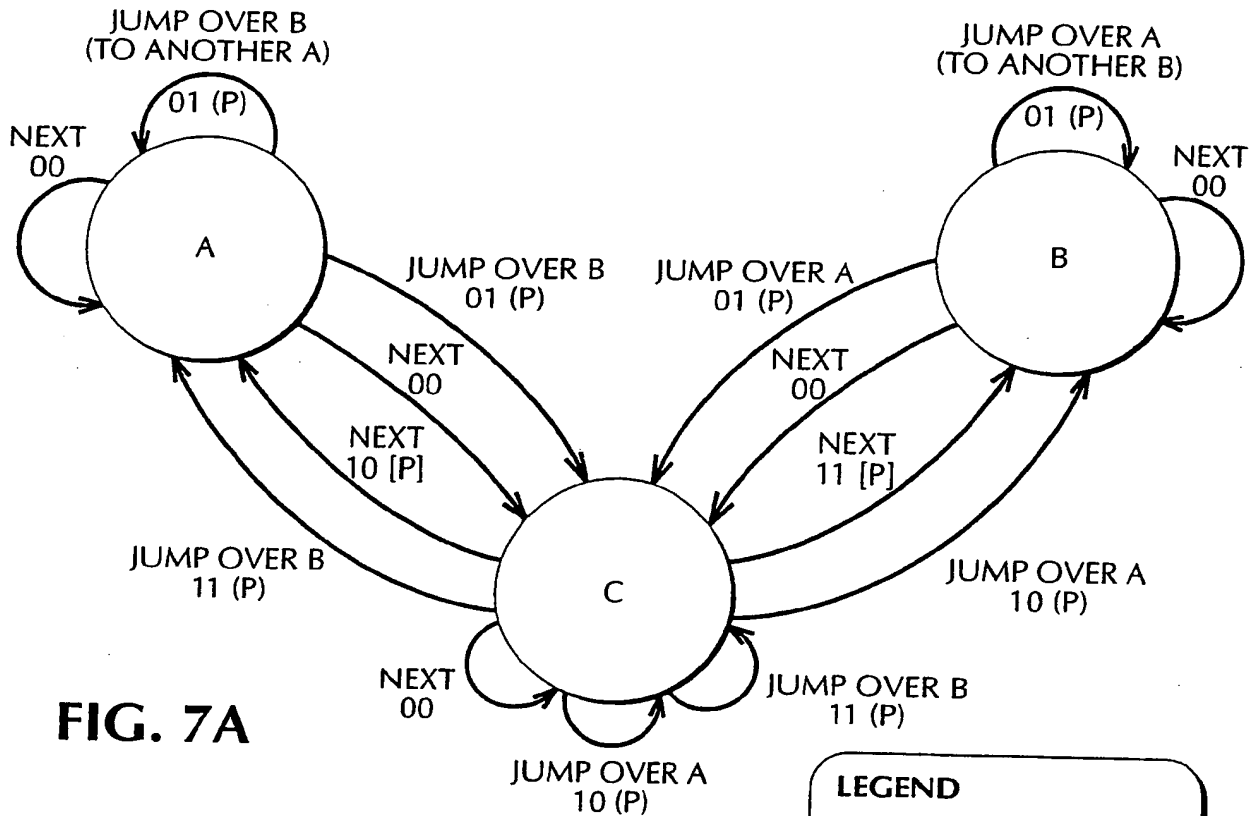 JUMP OVER B
(TO ANOTHER A)
01 (P)
NEXT
00
A
JUMP OVER A
(TO ANOTHER B)
01 (P)
NEXT
00
B
JUMP OVER B
01 (P)
JUMP OVER A
01 (P)
NEXT
00
NEXT
00
NEXT
10 [P]
NEXT
11 [P]
JUMP OVER B
11 (P)
JUMP OVER A
10 (P)
C
NEXT
00
JUMP OVER B
11 (P)
JUMP OVER A
10 (P)
FIG. 7A
LEGEND